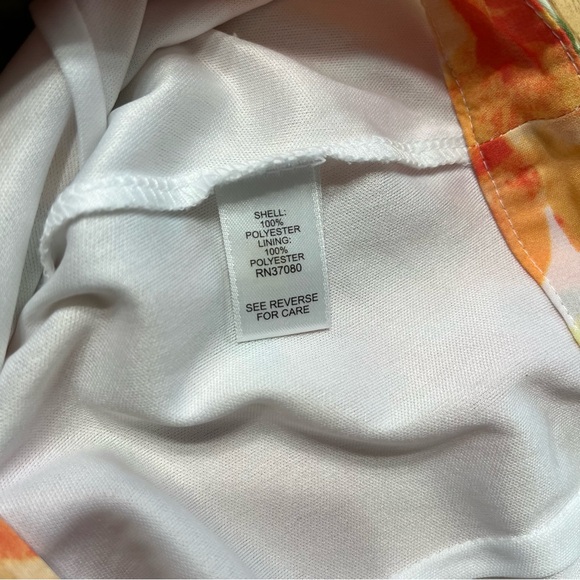 SHELL:
100%
POLYESTER
LINING:
100%
POLYESTER
RN37080
SEE REVERSE
FOR CARE